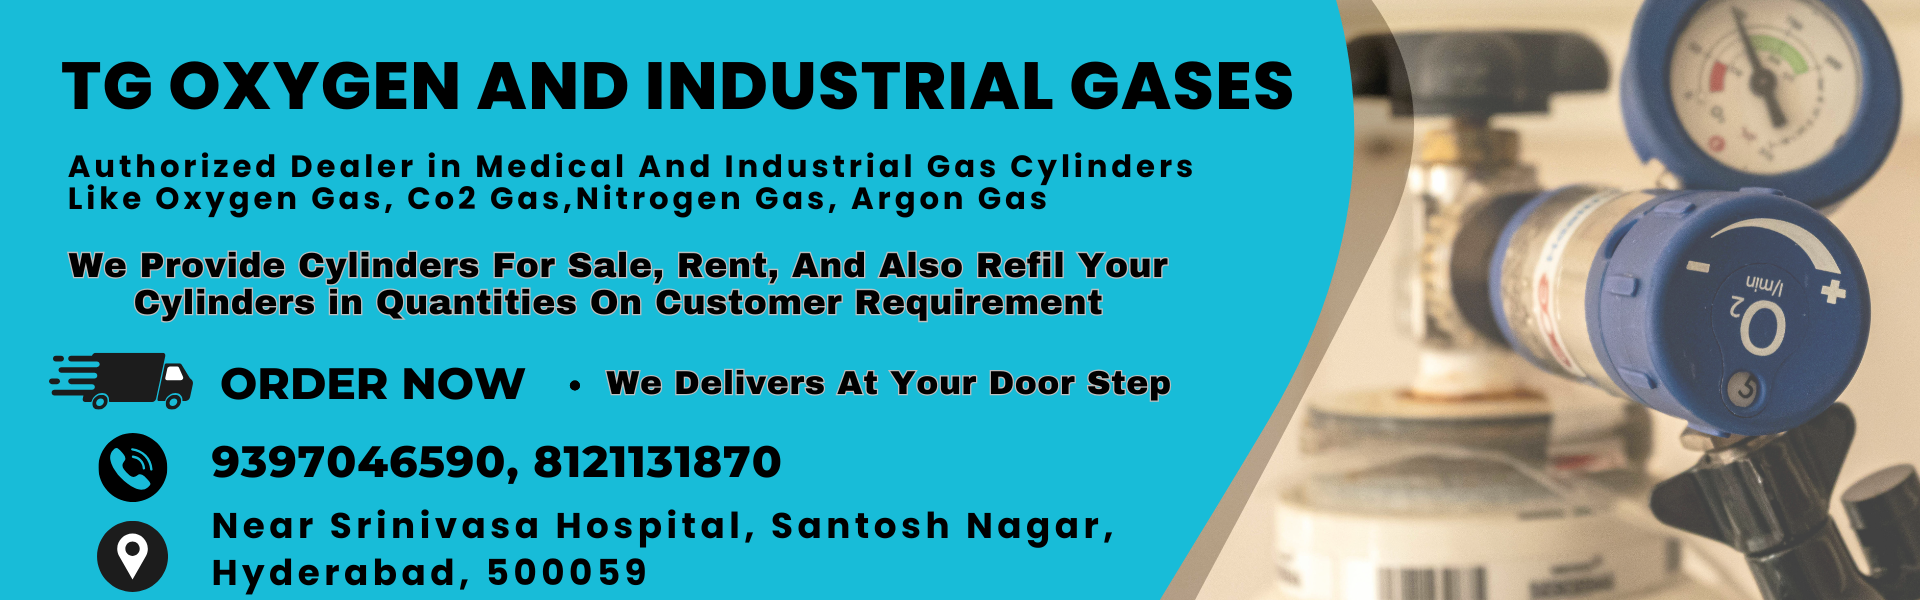 TG OXYGEN AND INDUSTRIAL GASES
Authorized Dealer in Medical And Industrial Gas Cylinders
Like Oxygen Gas, Co2 Gas,Nitrogen Gas, Argon Gas
We Provide Cylinders For Sale, Rent, And Also Refil Your
Cylinders in Quantities On Customer Requirement
ORDER NOW • We Delivers At Your Door Step
9397046590, 8121131870
Near Srinivasa Hospital, Santosh Nagar,
Hyderabad, 500059
l/min
O2
5